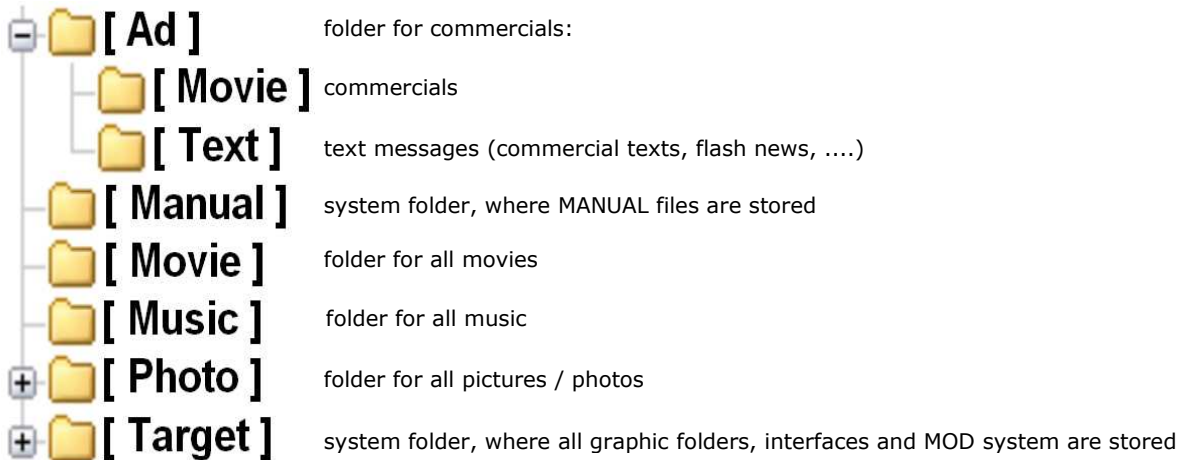 [ Ad ] folder for commercials:
[ Movie ] commercials
[ Text ] text messages (commercial texts, flash news, ....)
[ Manual ] system folder, where MANUAL files are stored
[ Movie ] folder for all movies
[ Music ] folder for all music
[ Photo ] folder for all pictures / photos
[ Target ] system folder, where all graphic folders, interfaces and MOD system are stored